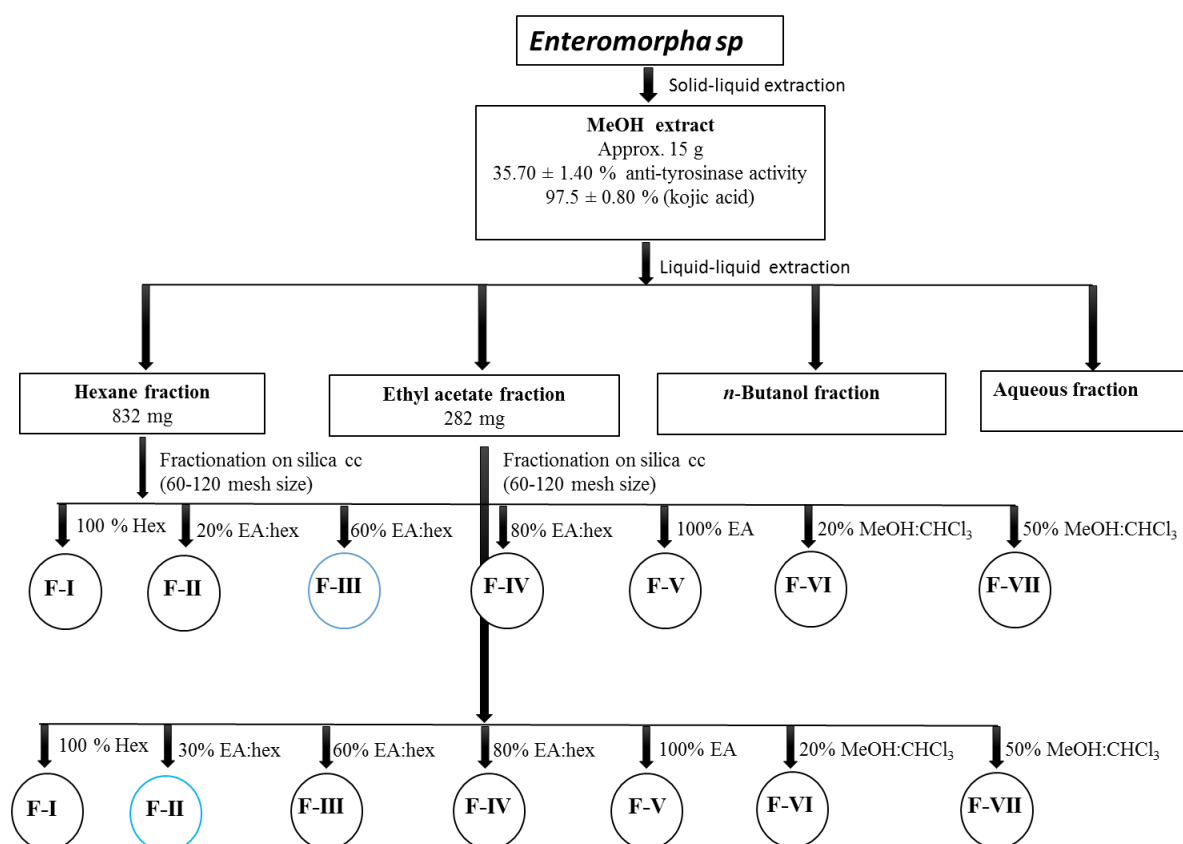 Enteromorpha sp
Solid-liquid extraction
MeOH extract
Approx. 15 g
35.70 ± 1.40 % anti-tyrosinase activity
97.5 ± 0.80 % (kojic acid)
Liquid-liquid extraction
Hexane fraction
832 mg
Ethyl acetate fraction
282 mg
n-Butanol fraction
Aqueous fraction
Fractionation on silica cc
(60-120 mesh size)
Fractionation on silica cc
(60-120 mesh size)
100 % Hex
20% EA:hex
60% EA:hex
80% EA:hex
100% EA
20% MeOH:CHCl₃
50% MeOH:CHCl₃
F-I
F-II
F-III
F-IV
F-V
F-VI
F-VII
100 % Hex
30% EA:hex
60% EA:hex
80% EA:hex
100% EA
20% MeOH:CHCl₃
50% MeOH:CHCl₃
F-I
F-II
F-III
F-IV
F-V
F-VI
F-VII